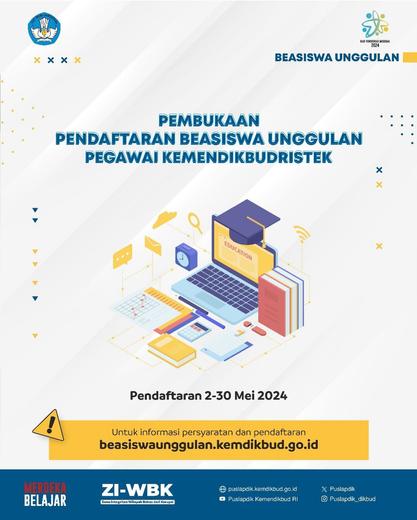 2024
BEASISWA UNGGULAN
PEMBUKAAN
PENDAFTARAN BEASISWA UNGGULAN
PEGAWAI KEMENDIKBUDRISTEK
EDUCATION
Pendaftaran 2-30 Mei 2024
Untuk informasi persyaratan dan pendaftaran
beasiswaunggulan.kemdikbud.go.id
MERDEKA
BELAJAR
ZI-WBK
puslapdik.kemdikbud.go.id
Puslapdik
Puslapdik Kemendikbud RI
Puslapdik_dikbud